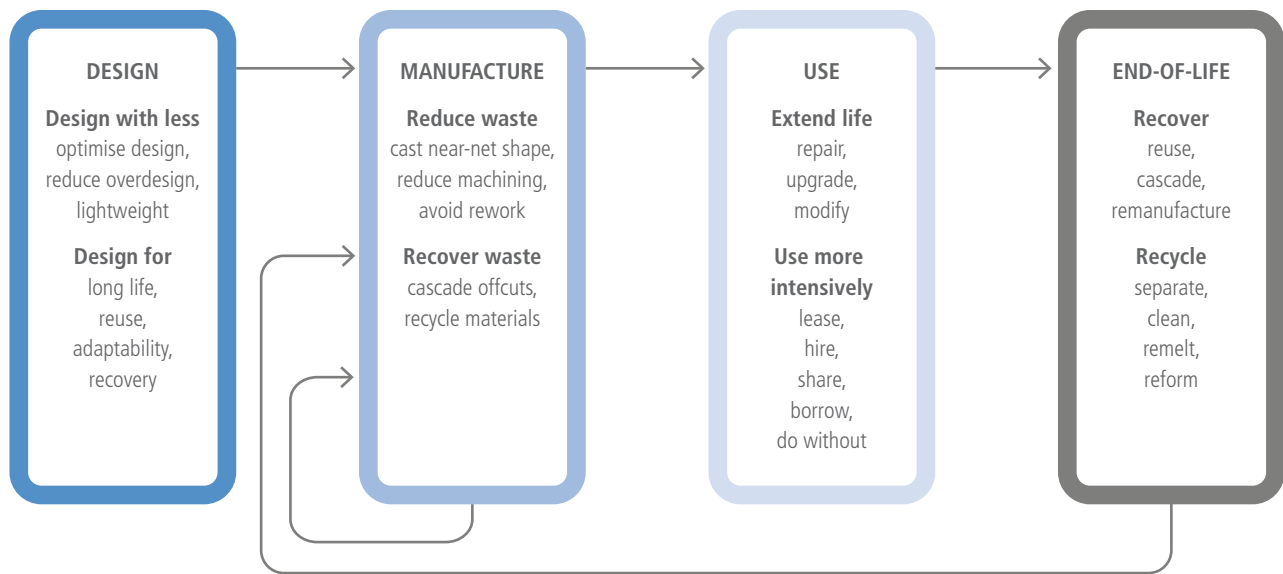 DESIGN
Design with less
optimise design,
reduce overdesign,
lightweight
Design for
long life,
reuse,
adaptability,
recovery
MANUFACTURE
Reduce waste
cast near-net shape,
reduce machining,
avoid rework
Recover waste
cascade offcuts,
recycle materials
USE
Extend life
repair,
upgrade,
modify
Use more
intensively
lease,
hire,
share,
borrow,
do without
END-OF-LIFE
Recover
reuse,
cascade,
remanufacture
Recycle
separate,
clean,
remelt,
reform